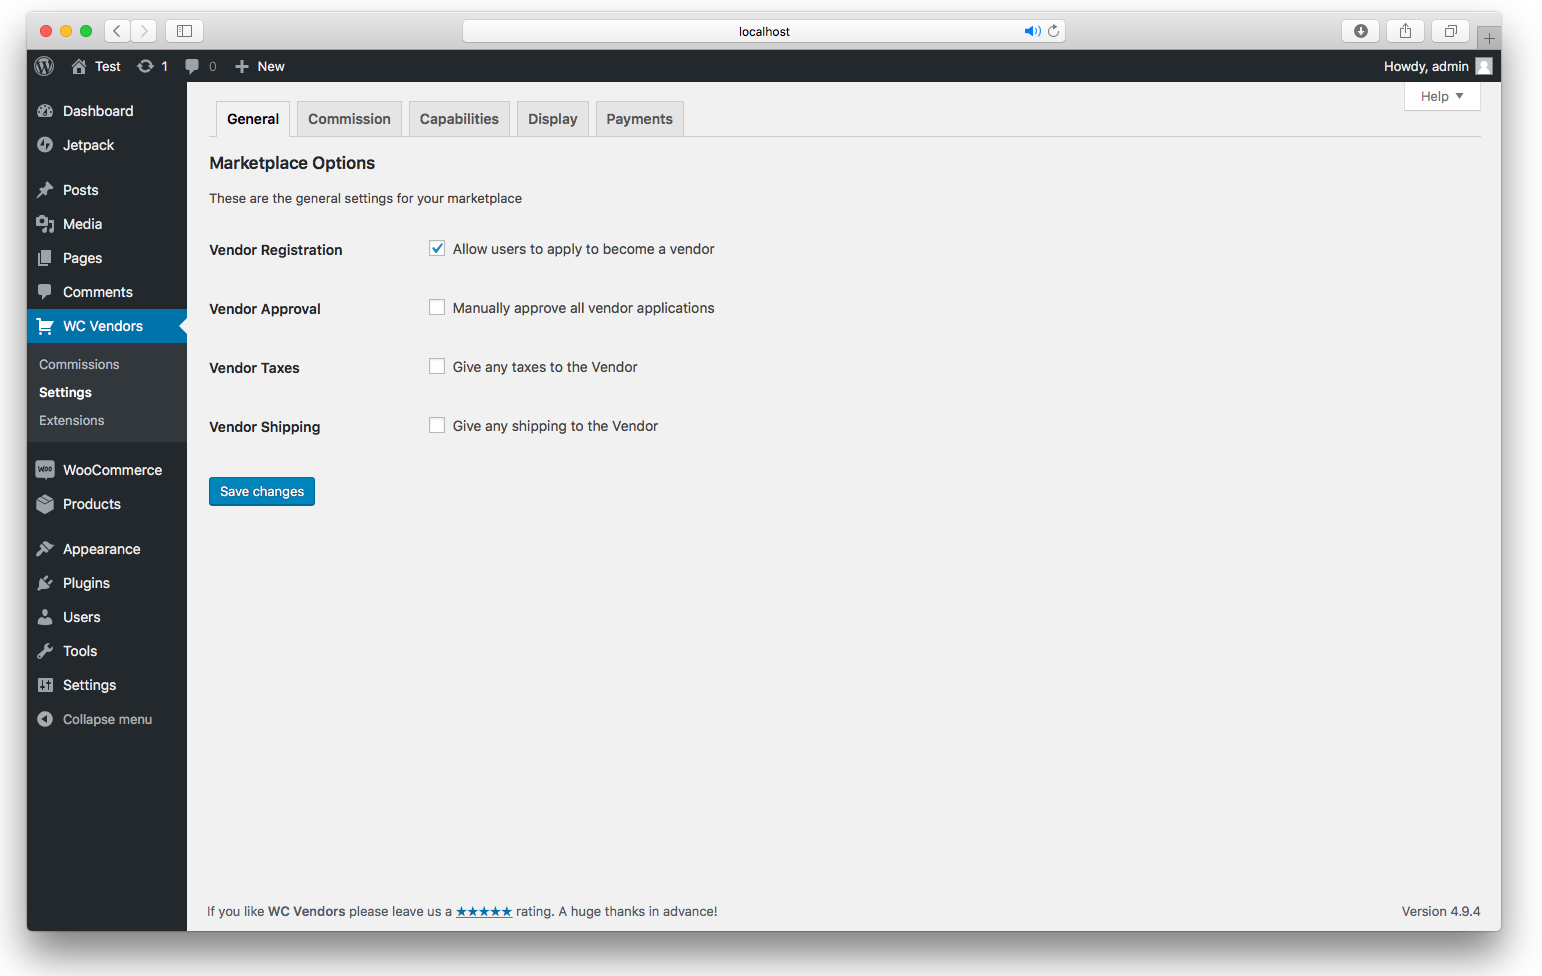 localhost
Test 1 0 New Howdy, admin
Help
Dashboard
Jetpack
Posts
Media
Pages
Comments
WC Vendors
Commissions
Settings
Extensions
WooCommerce
Products
Appearance
Plugins
Users
Tools
Settings
Collapse menu
General Commission Capabilities Display Payments
Marketplace Options
These are the general settings for your marketplace
Vendor Registration Allow users to apply to become a vendor
Vendor Approval Manually approve all vendor applications
Vendor Taxes Give any taxes to the Vendor
Vendor Shipping Give any shipping to the Vendor
Save changes
If you like WC Vendors please leave us a ★★★★★ rating. A huge thanks in advance! Version 4.9.4